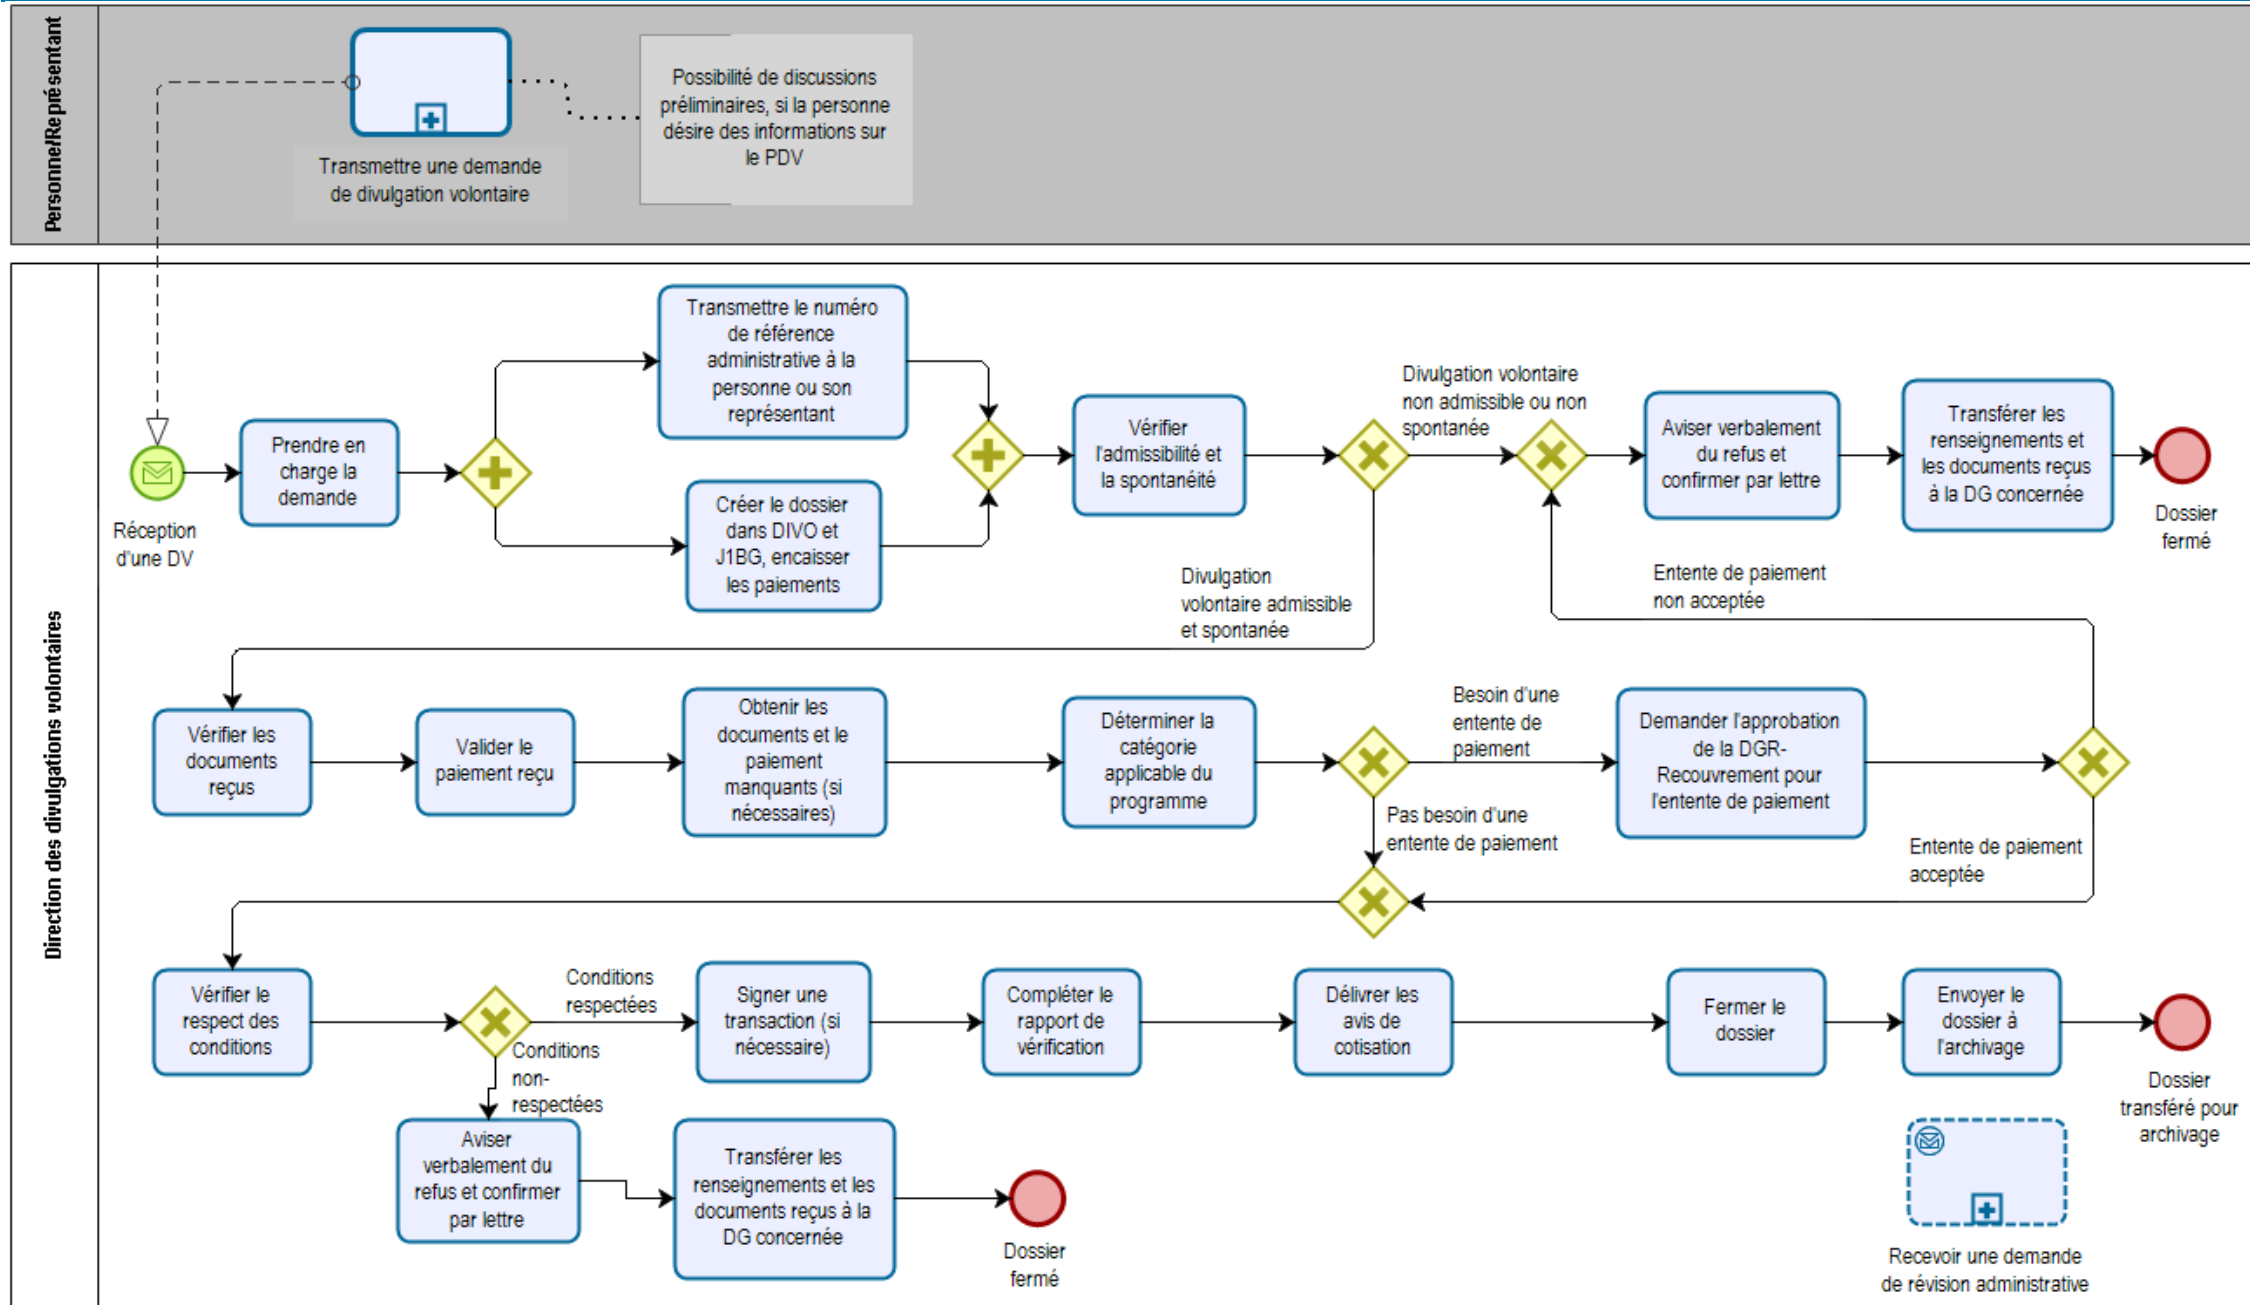 Personne/Représentant
Transmettre une demande
de divulgation volontaire
Possibilité de discussions
préliminaires, si la personne
désire des informations sur
le PDV
Direction des divulgations volontaires
Réception
d'une DV
Prendre en
charge la
demande
Transmettre le numéro
de référence
administrative à la
personne ou son
représentant
Créer le dossier
dans DIVO et
J1BG, encaisser
les paiements
Vérifier
l'admissibilité et
la spontanéité
Divulgation volontaire
non admissible ou non
spontanée
Aviser verbalement
du refus et
confirmer par lettre
Transférer les
renseignements et
les documents reçus
à la DG concernée
Dossier
fermé
Divulgation
volontaire admissible
et spontanée
Entente de paiement
non acceptée
Vérifier les
documents
reçus
Valider le
paiement reçu
Obtenir les
documents et le
paiement
manquants (si
nécessaires)
Déterminer la
catégorie
applicable du
programme
Besoin d'une
entente de
paiement
Demander l'approbation
de la DGR-
Recouvrement pour
l'entente de paiement
Pas besoin d'une
entente de paiement
Entente de paiement
acceptée
Vérifier le
respect des
conditions
Conditions
respectées
Signer une
transaction (si
nécessaire)
Compléter le
rapport de
vérification
Délivrer les
avis de
cotisation
Fermer le
dossier
Envoyer le
dossier à
l'archivage
Dossier
transféré pour
archivage
Conditions
non-
respectées
Aviser
verbalement du
refus et confirmer
par lettre
Transférer les
renseignements et les
documents reçus à la
DG concernée
Dossier
fermé
Recevoir une demande
de révision administrative